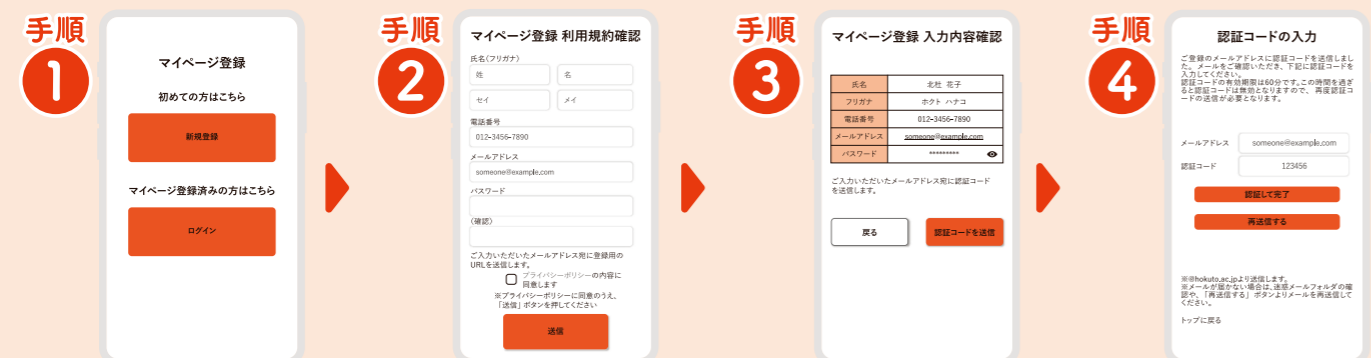 手順
1
マイページ登録
初めての方はこちら
新規登録
マイページ登録済みの方はこちら
ログイン
手順
2
マイページ登録 利用規約確認
氏名(フリガナ)
姓 名
セイ メイ
電話番号
012-3456-7890
メールアドレス
someone@example.com
パスワード
(確認)
ご入力いただいたメールアドレス宛に登録用の
URLを送信します。
プライバシーポリシーの内容に
同意します
※プライバシーポリシーに同意のうえ、
「送信」ボタンを押してください
送信
手順
3
マイページ登録 入力内容確認
氏名 北杜 花子
フリガナ ホクト ハナコ
電話番号 012-3456-7890
メールアドレス someone@example.com
パスワード *********
ご入力いただいたメールアドレス宛に認証コード
を送信します。
戻る 認証コードを送信
手順
4
認証コードの入力
ご登録のメールアドレスに認証コードを送信しまし
た。メールをご確認いただき、下記に認証コードを
入力してください。
認証コードの有効期限は60分です。この時間を過ぎ
ると認証コードは無効となりますので、再度認証コ
ードの送信が必要となります。
メールアドレス someone@example.com
認証コード 123456
認証して完了
再送信する
※@hokuto.ac.jpより送信します。
※メールが届かない場合は、迷惑メールフォルダの確
認や、「再送信する」ボタンよりメールを再送信して
ください。
トップに戻る